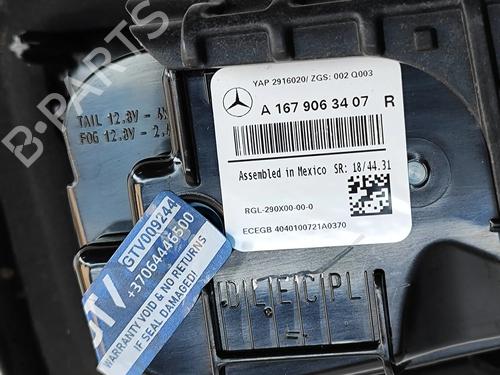 YAP 2916020/ ZGS: 002 Q003
A 167 906 34 07 R
Assembled in Mexico SR: 18/44.31
RGL-290X00-00-0
ECEGB 4040100721A0370
TAIL 12.8V -
FOG 12.8V -
GTV009244
+37064446500
WARRANTY VOID & NO RETURNS
IF SEAL DAMAGED/
DLECPL
B-Parts